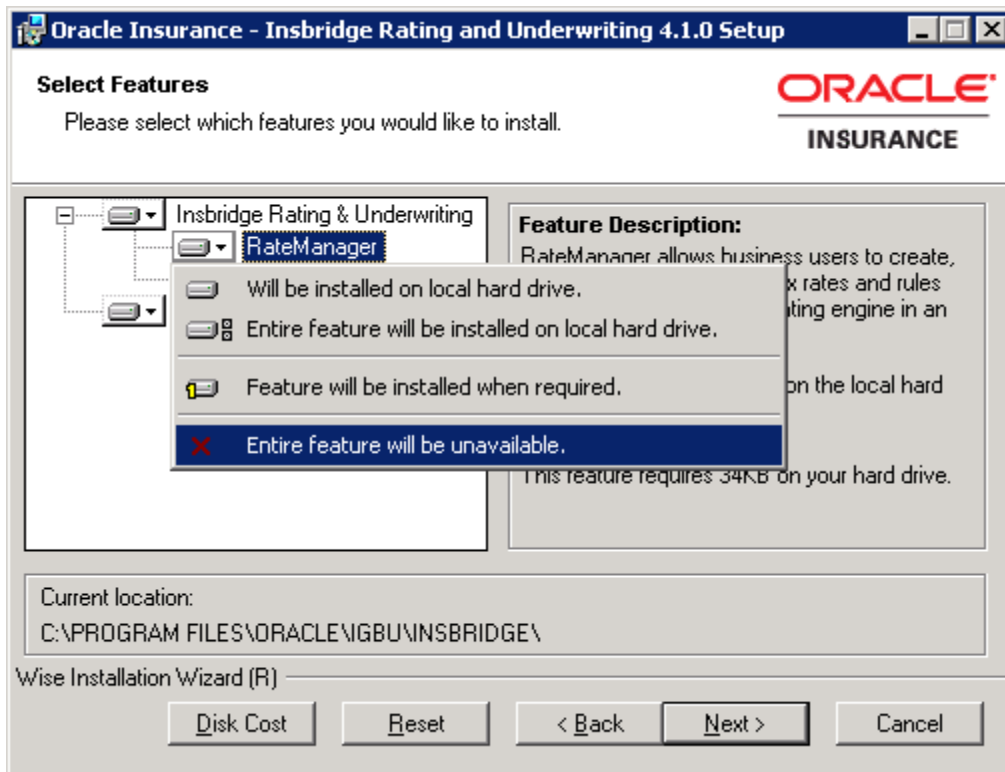 Oracle Insurance - Insbridge Rating and Underwriting 4.1.0 Setup
Select Features
Please select which features you would like to install.
ORACLE
INSURANCE
Insbridge Rating & Underwriting
RateManager
Will be installed on local hard drive.
Entire feature will be installed on local hard drive.
Feature will be installed when required.
Entire feature will be unavailable.
Feature Description:
RateManager allows business users to create,
x rates and rules
ting engine in an
on the local hard
This feature requires 34KB on your hard drive.
Current location:
C:\PROGRAM FILES\ORACLE\IGBU\INSBRIDGE\
Wise Installation Wizard (R)
Disk Cost
Reset
< Back
Next >
Cancel